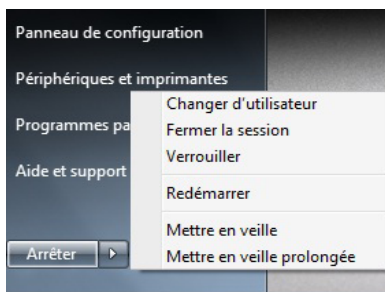 Panneau de configuration
Périphériques et imprimantes
Changer d'utilisateur
Programmes pa
Fermer la session
Verrouiller
Aide et support
Redémarrer
Mettre en veille
Arrêter
Mettre en veille prolongée